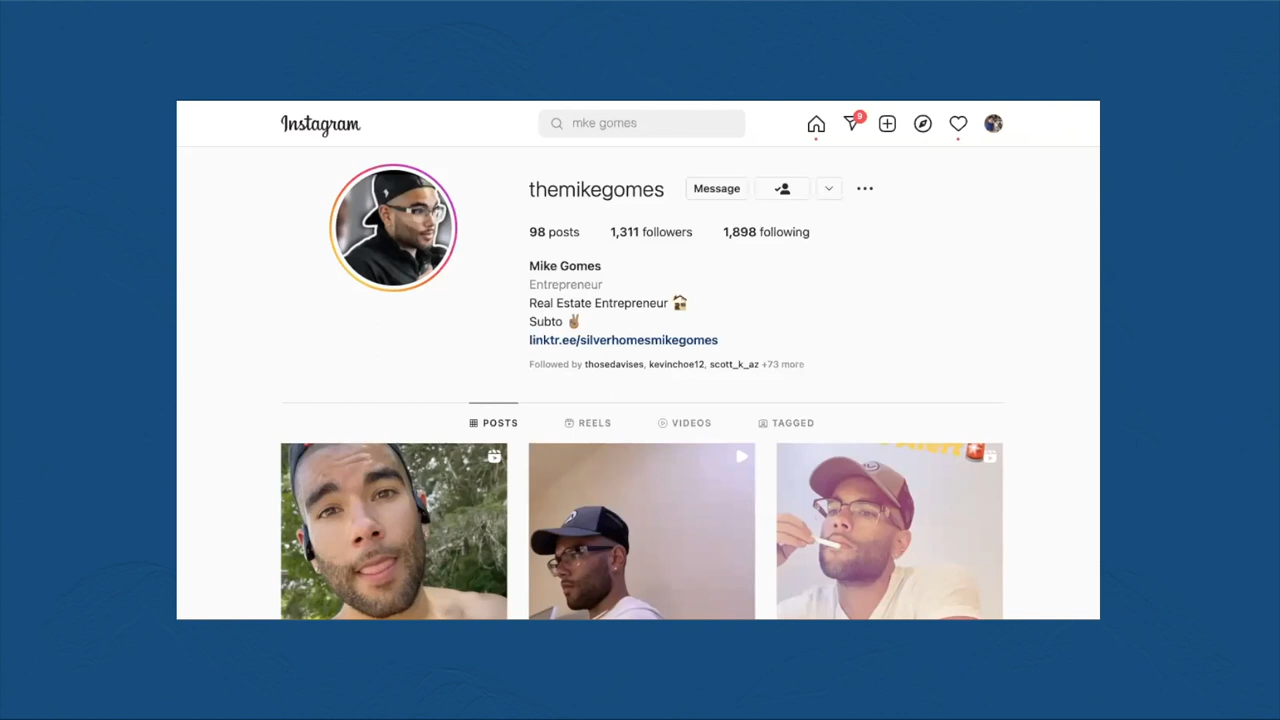 Instagram
mke gomes
9
themikegomes Message
98 posts 1,311 followers 1,898 following
Mike Gomes
Entrepreneur
Real Estate Entrepreneur 🏠
Subto ✌🏽
linktr.ee/silverhomesmikegomes
Followed by thosedavises, kevinchoe12, scott_k_az +73 more
POSTS REELS VIDEOS TAGGED